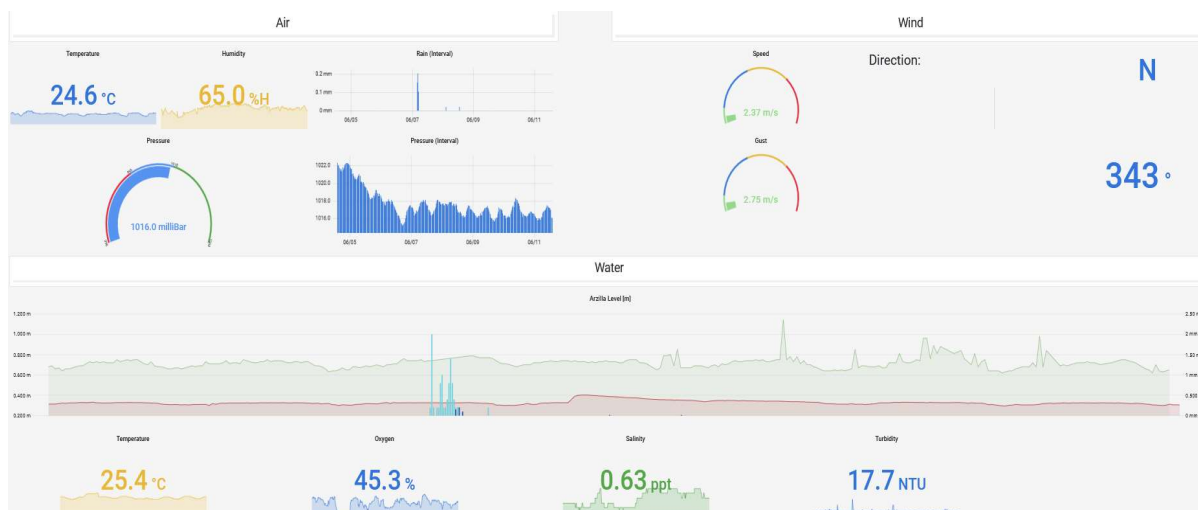 Air
Wind
Temperature
Humidity
Rain (Interval)
Speed
Direction:
N
24.6 °C
65.0 %H
0.2 mm
0.1 mm
0 mm
06/05
06/07
06/09
06/11
2.37 m/s
Pressure
Pressure (Interval)
Gust
1016.0 milliBar
1022.0
1020.0
1018.0
1016.0
06/05
06/07
06/09
06/11
2.75 m/s
343 °
Water
Arzilla Level [m]
1.200 m
1.000 m
0.800 m
0.600 m
0.400 m
0.200 m
1 mm
0 mm
Temperature
Oxygen
Salinity
Turbidity
25.4 °C
45.3 %
0.63 ppt
17.7 NTU